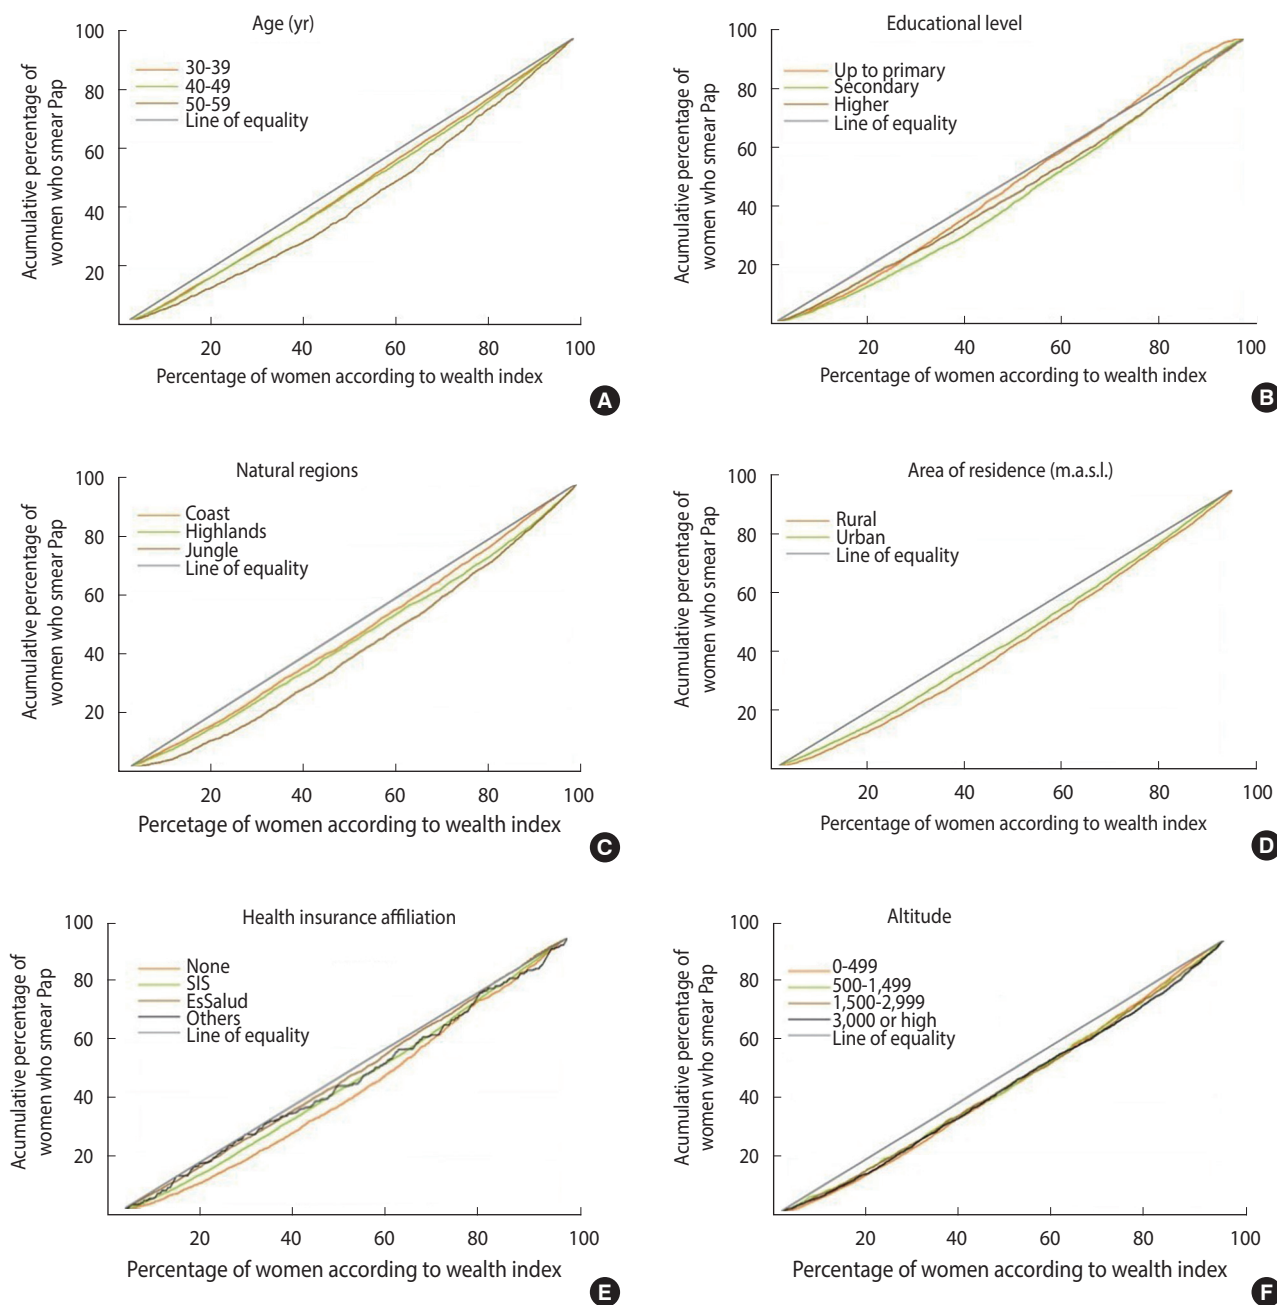 Age (yr)
Acumulative percentage of
women who smear Pap
100
80
60
40
20
30-39
40-49
50-59
Line of equality
20 40 60 80 100
Percentage of women according to wealth index
A
Educational level
Acumulative percentage of
women who smear Pap
100
80
60
40
20
Up to primary
Secondary
Higher
Line of equality
20 40 60 80 100
Percentage of women according to wealth index
B
Natural regions
Acumulative percentage of
women who smear Pap
100
80
60
40
20
Coast
Highlands
Jungle
Line of equality
20 40 60 80 100
Percetage of women according to wealth index
C
Area of residence (m.a.s.l.)
Acumulative percentage of
women who smear Pap
100
80
60
40
20
Rural
Urban
Line of equality
20 40 60 80 100
Percentage of women according to wealth index
D
Health insurance affiliation
Acumulative percentage of
women who smear Pap
100
80
60
40
20
None
SIS
EsSalud
Others
Line of equality
20 40 60 80 100
Percentage of women according to wealth index
E
Altitude
Acumulative percentage of
women who smear Pap
100
80
60
40
20
0-499
500-1,499
1,500-2,999
3,000 or high
Line of equality
20 40 60 80 100
Percentage of women according to wealth index
F